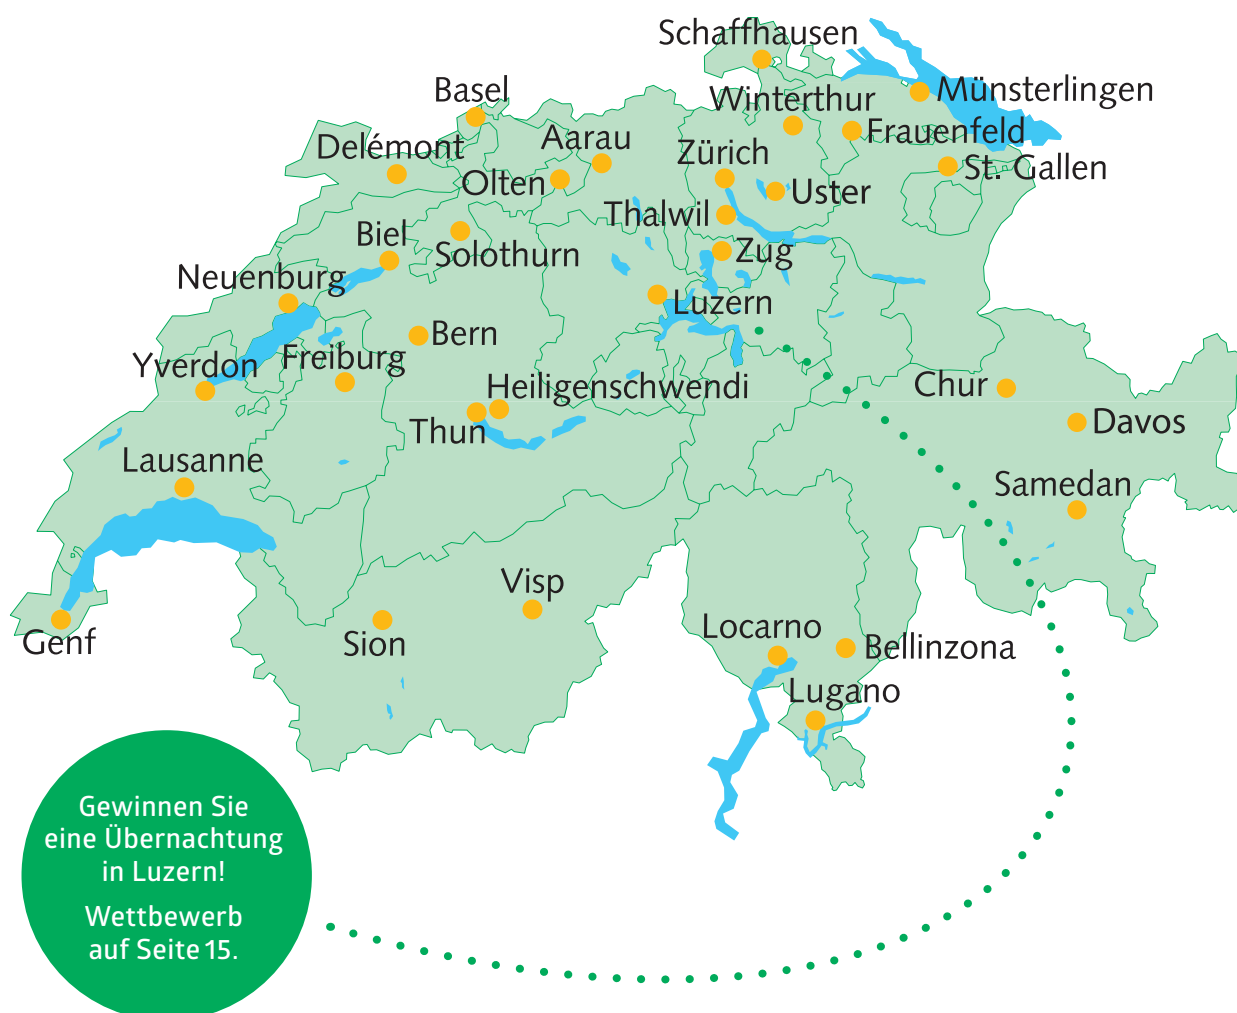 Schaffhausen
Basel
Münsterlingen
Winterthur
Aarau
Frauenfeld
Delémont
Zürich
St. Gallen
Olten
Uster
Thalwil
Biel
Solothurn
Zug
Neuenburg
Luzern
Bern
Yverdon
Freiburg
Heiligenschwendi
Chur
Thun
Davos
Lausanne
Samedan
Visp
Locarno
Genf
Sion
Bellinzona
Lugano
Gewinnen Sie
eine Übernachtung
in Luzern!
Wettbewerb
auf Seite 15.